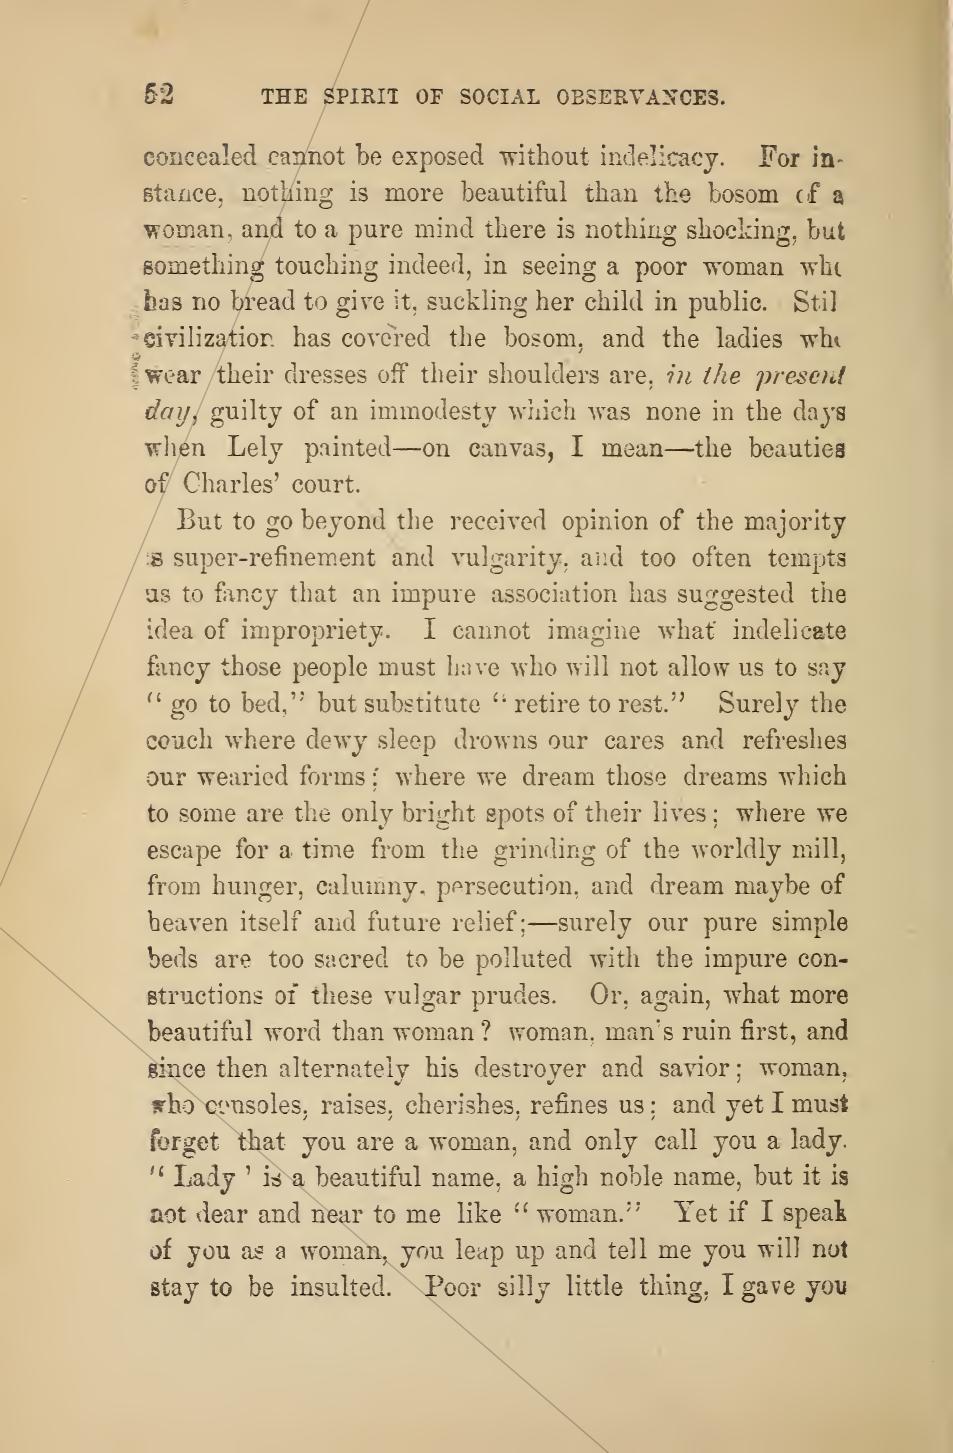 52 THE SPIRIT OF SOCIAL OBSERVANCES.
concealed cannot be exposed without indelicacy. For in-
stance, nothing is more beautiful than the bosom of a
woman, and to a pure mind there is nothing shocking, but
something touching indeed, in seeing a poor woman who
has no bread to give it, suckling her child in public. Stil
civilization has covered the bosom, and the ladies who
wear their dresses off their shoulders are, in the present
day, guilty of an immodesty which was none in the days
when Lely painted—on canvas, I mean—the beauties
of Charles’ court.
But to go beyond the received opinion of the majority
is super-refinement and vulgarity, and too often tempts
us to fancy that an impure association has suggested the
idea of impropriety. I cannot imagine what indelicate
fancy those people must have who will not allow us to say
“ go to bed,” but substitute “ retire to rest.” Surely the
couch where dewy sleep drowns our cares and refreshes
our wearied forms; where we dream those dreams which
to some are the only bright spots of their lives; where we
escape for a time from the grinding of the worldly mill,
from hunger, calumny, persecution, and dream maybe of
heaven itself and future relief;—surely our pure simple
beds are too sacred to be polluted with the impure con-
structions of these vulgar prudes. Or, again, what more
beautiful word than woman? woman, man's ruin first, and
since then alternately his destroyer and savior; woman,
who consoles, raises, cherishes, refines us; and yet I must
forget that you are a woman, and only call you a lady.
“ Lady ’ is a beautiful name, a high noble name, but it is
not dear and near to me like “ woman.” Yet if I speak
of you as a woman, you leap up and tell me you will not
stay to be insulted. Poor silly little thing, I gave you